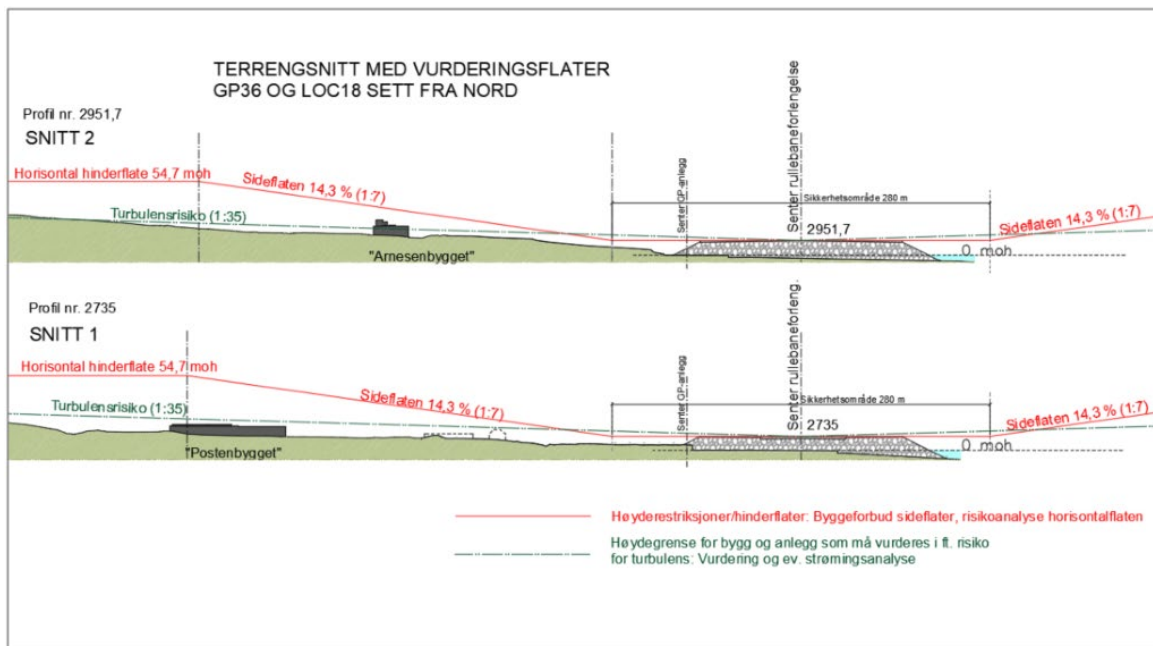 TERRENGSNITT MED VURDERINGSFLATER
GP36 OG LOC18 SETT FRA NORD
Profil nr. 2951,7
SNITT 2
Horisontal hinderflate 54,7 moh
Sideflaten 14,3 % (1:7)
Turbulensrisiko (1:35)
"Arnesenbygget"
Senter GP-anlegg
Senter rullebaneforlengelse
Sikkerhetsområde 280 m
2951,7
Sideflaten 14,3 % (1:7)
0 moh
Profil nr. 2735
SNITT 1
Horisontal hinderflate 54,7 moh
Sideflaten 14,3 % (1:7)
Turbulensrisiko (1:35)
"Postenbygget"
Senter GP-anlegg
Senter rullebaneforleng.
Sikkerhetsområde 280 m
2735
Sideflaten 14,3 % (1:7)
0 moh
Høyderestriksjoner/hinderflater: Byggeforbud sideflater, risikoanalyse horisontalflaten
Høydegrense for bygg og anlegg som må vurderes i ft. risiko
for turbulens: Vurdering og ev. strømingsanalyse